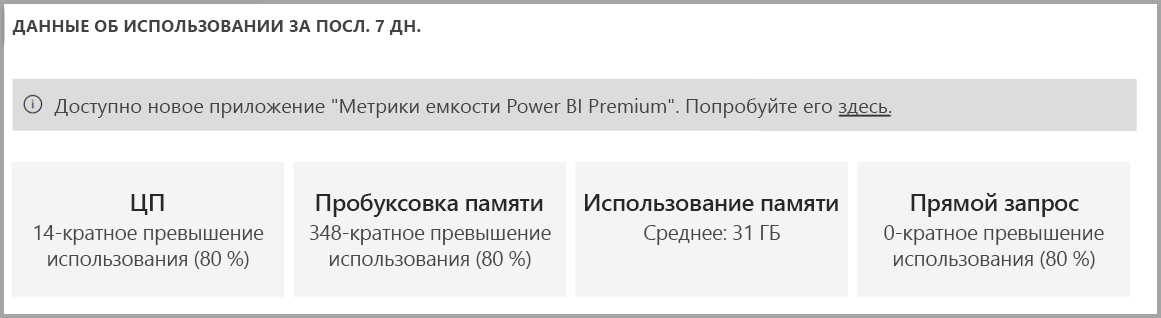 ДАННЫЕ ОБ ИСПОЛЬЗОВАНИИ ЗА ПОСЛ. 7 ДН.
Доступно новое приложение "Метрики емкости Power BI Premium". Попробуйте его здесь.
ЦП
14-кратное превышение
использования (80 %)
Пробуксовка памяти
348-кратное превышение
использования (80 %)
Использование памяти
Среднее: 31 ГБ
Прямой запрос
0-кратное превышение
использования (80 %)